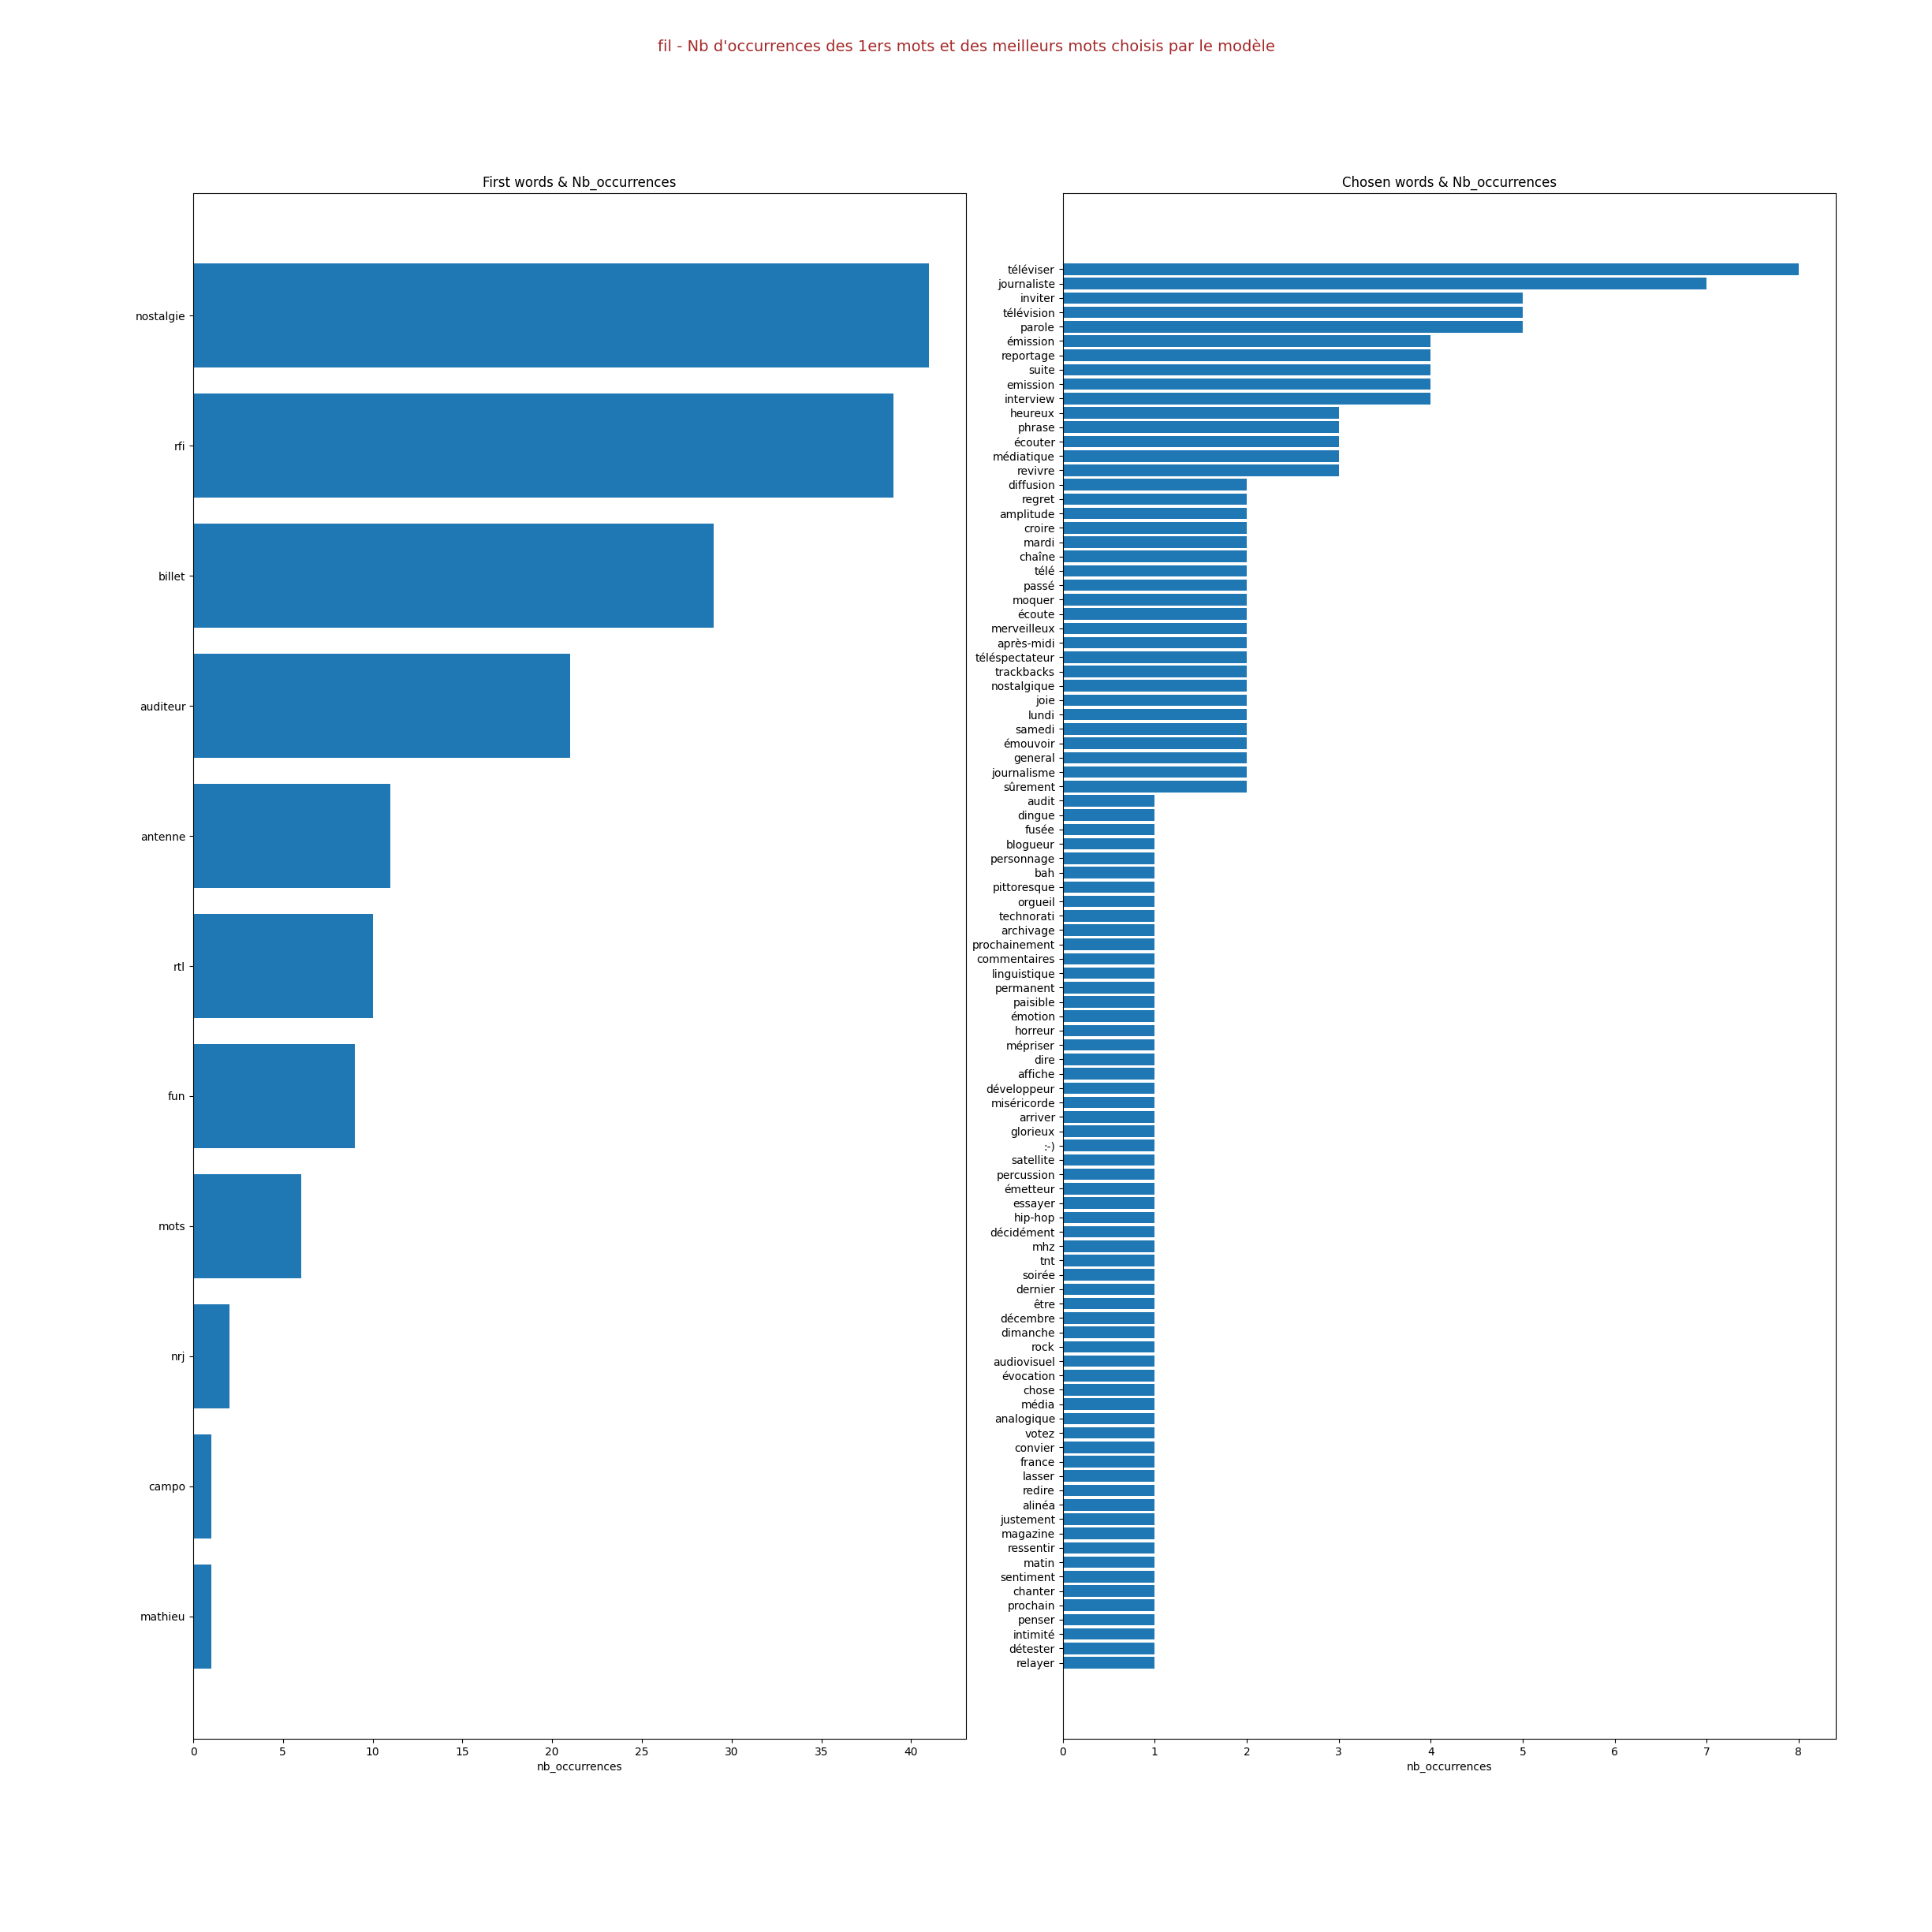 fil - Nb d'occurrences des 1ers mots et des meilleurs mots choisis par le modèle
First words & Nb_occurrences
nostalgie
rfi
billet
auditeur
antenne
rtl
fun
mots
nrj
campo
mathieu
0 5 10 15 20 25 30 35 40
nb_occurrences
Chosen words & Nb_occurrences
téléviser
journaliste
inviter
télévision
parole
émission
reportage
suite
emission
interview
heureux
phrase
écouter
médiatique
revivre
diffusion
regret
amplitude
croire
mardi
chaîne
télé
passé
moquer
écoute
merveilleux
après-midi
téléspectateur
trackbacks
nostalgique
joie
lundi
samedi
émouvoir
general
journalisme
sûrement
audit
dingue
fusée
blogueur
personnage
bah
pittoresque
orgueil
technorati
archivage
prochainement
commentaires
linguistique
permanent
paisible
émotion
horreur
mépriser
dire
affiche
développeur
miséricorde
arriver
glorieux
:-)
satellite
percussion
émetteur
essayer
hip-hop
décidément
mhz
tnt
soirée
dernier
être
décembre
dimanche
rock
audiovisuel
évocation
chose
média
analogique
votez
convier
france
lasser
redire
alinéa
justement
magazine
ressentir
matin
sentiment
chanter
prochain
penser
intimité
détester
relayer
0 1 2 3 4 5 6 7 8
nb_occurrences